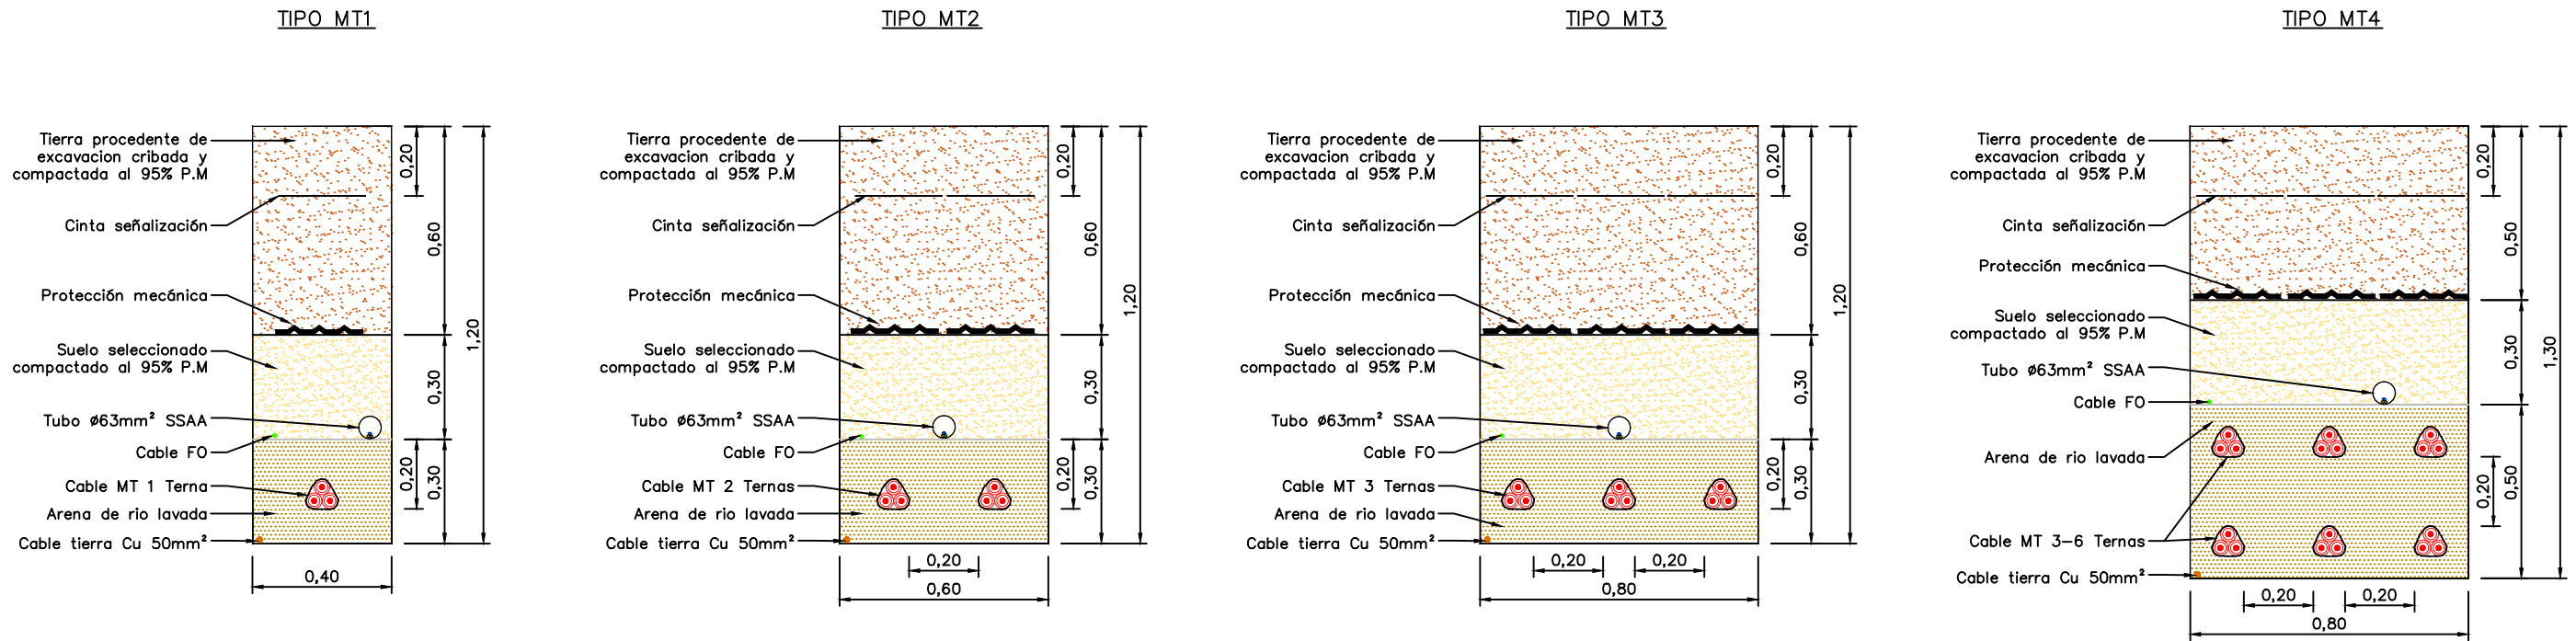 TIPO MT1
Tierra procedente de
excavacion cribada y
compactada al 95% P.M
Cinta señalización
Protección mecánica
Suelo seleccionado
compactado al 95% P.M
Tubo ø63mm² SSAA
Cable FO
Cable MT 1 Terna
Arena de rio lavada
Cable tierra Cu 50mm²
0,20
0,60
1,20
0,30
0,20
0,30
0,40
TIPO MT2
Tierra procedente de
excavacion cribada y
compactada al 95% P.M
Cinta señalización
Protección mecánica
Suelo seleccionado
compactado al 95% P.M
Tubo ø63mm² SSAA
Cable FO
Cable MT 2 Ternas
Arena de rio lavada
Cable tierra Cu 50mm²
0,20
0,60
1,20
0,30
0,20
0,30
0,20
0,60
TIPO MT3
Tierra procedente de
excavacion cribada y
compactada al 95% P.M
Cinta señalización
Protección mecánica
Suelo seleccionado
compactado al 95% P.M
Tubo ø63mm² SSAA
Cable FO
Cable MT 3 Ternas
Arena de rio lavada
Cable tierra Cu 50mm²
0,20
0,60
1,20
0,30
0,20
0,30
0,20
0,20
0,80
TIPO MT4
Tierra procedente de
excavacion cribada y
compactada al 95% P.M
Cinta señalización
Protección mecánica
Suelo seleccionado
compactado al 95% P.M
Tubo ø63mm² SSAA
Cable FO
Arena de rio lavada
Cable MT 3-6 Ternas
Cable tierra Cu 50mm²
0,20
0,50
0,30
1,30
0,20
0,50
0,20
0,20
0,80